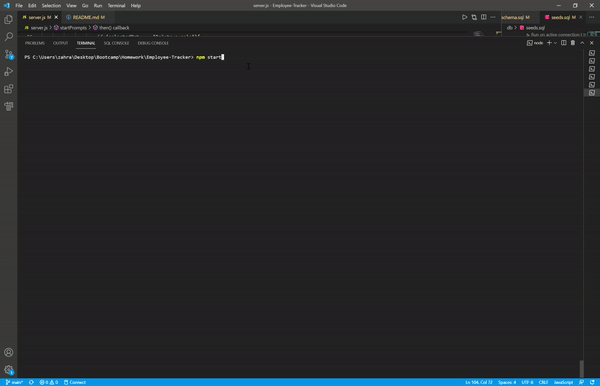 File Edit Selection View Go Run Terminal Help
server.js - Employee-Tracker - Visual Studio Code
server.js M
README.md M
schema.sql M
seeds.sql M
server.js > startPrompts > then() callback
db > seeds.sql
Run on active connection
PROBLEMS OUTPUT TERMINAL SQL CONSOLE DEBUG CONSOLE
node
PS C:\Users\zahra\Desktop\Bootcamp\Homework\Employee-Tracker> npm start
main* 0 0 Connect
Ln 104, Col 72 Spaces: 4 UTF-8 CRLF JavaScript